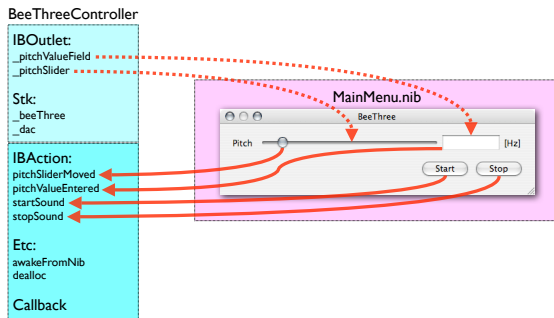 BeeThreeController
IBOutlet:
_pitchValueField
_pitchSlider
Stk:
_beeThree
_dac
IBAction:
pitchSliderMoved
pitchValueEntered
startSound
stopSound
Etc:
awakeFromNib
dealloc
Callback
MainMenu.nib
BeeThree
Pitch [Hz]
Start Stop